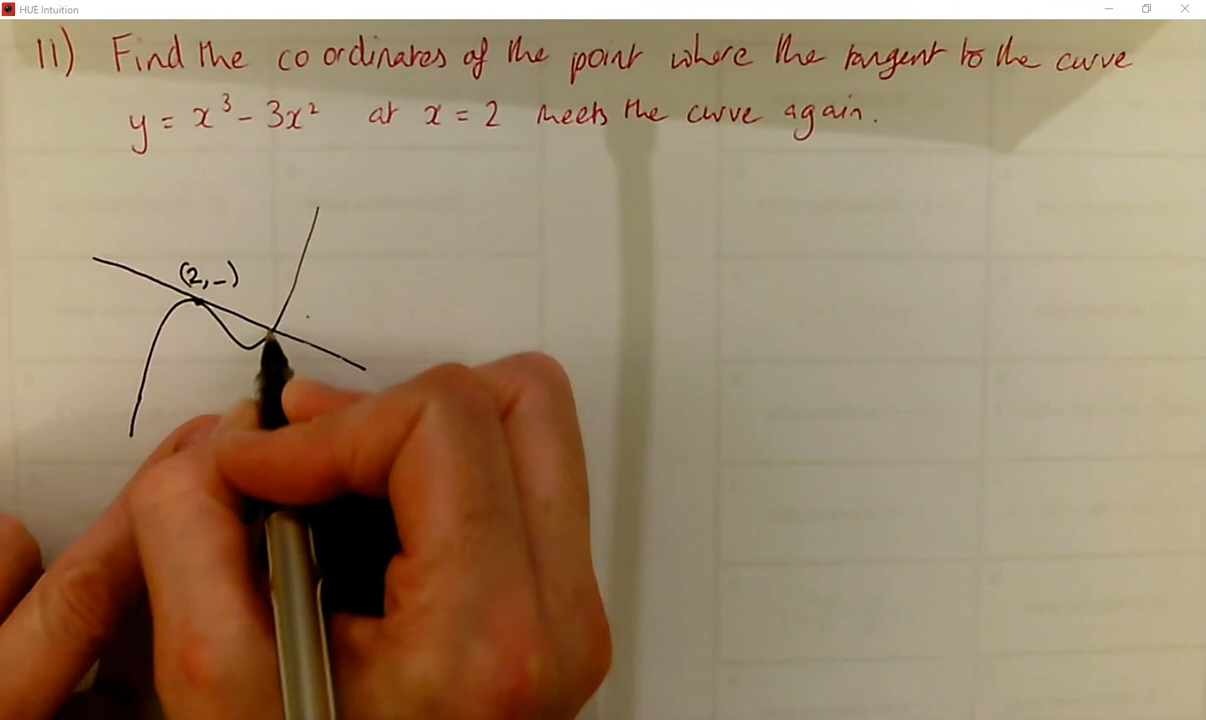 HUE Intuition
11) Find the coordinates of the point where the tangent to the curve
y = x³ - 3x² at x = 2 meets the curve again.
(2, -)